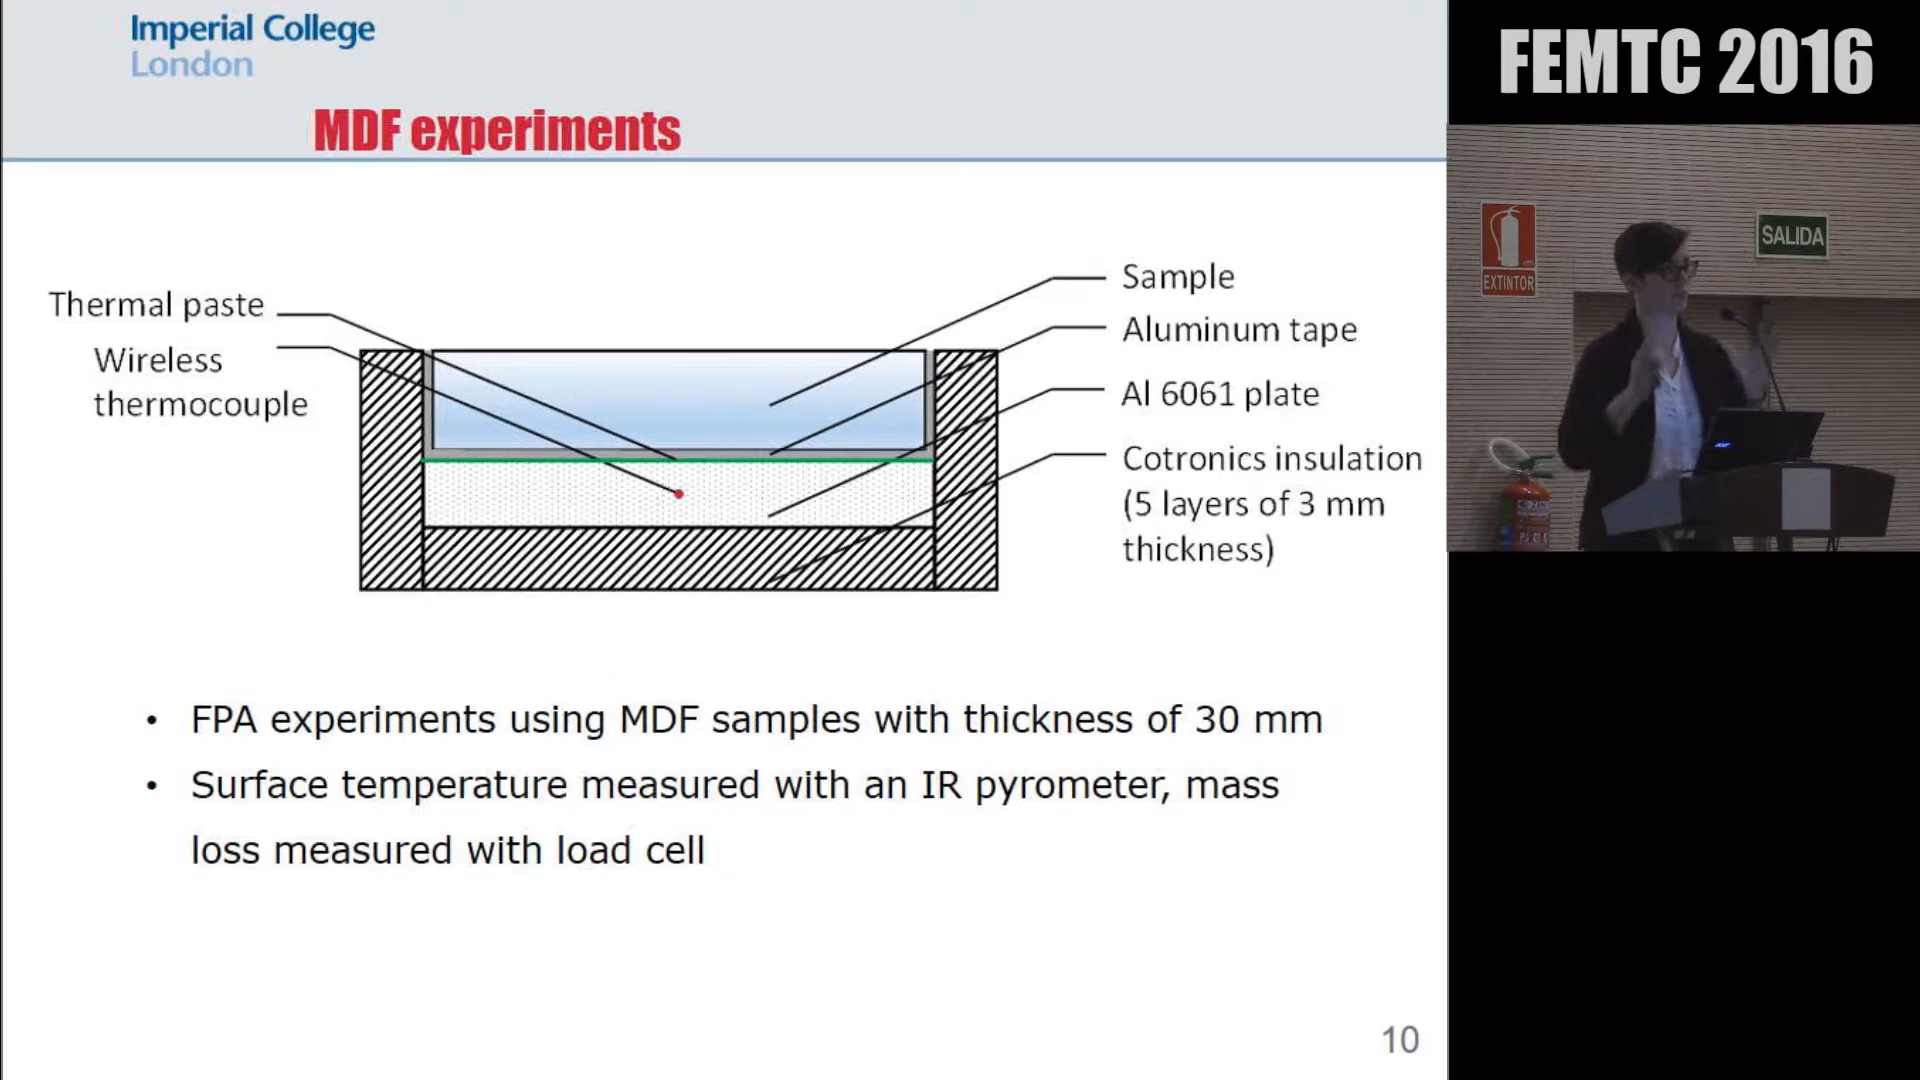 Imperial College
London
MDF experiments
Thermal paste
Wireless
thermocouple
Sample
Aluminum tape
Al 6061 plate
Cotronics insulation
(5 layers of 3 mm
thickness)
• FPA experiments using MDF samples with thickness of 30 mm
• Surface temperature measured with an IR pyrometer, mass
loss measured with load cell
10
FEMTC 2016
EXTINTOR
SALIDA
acer